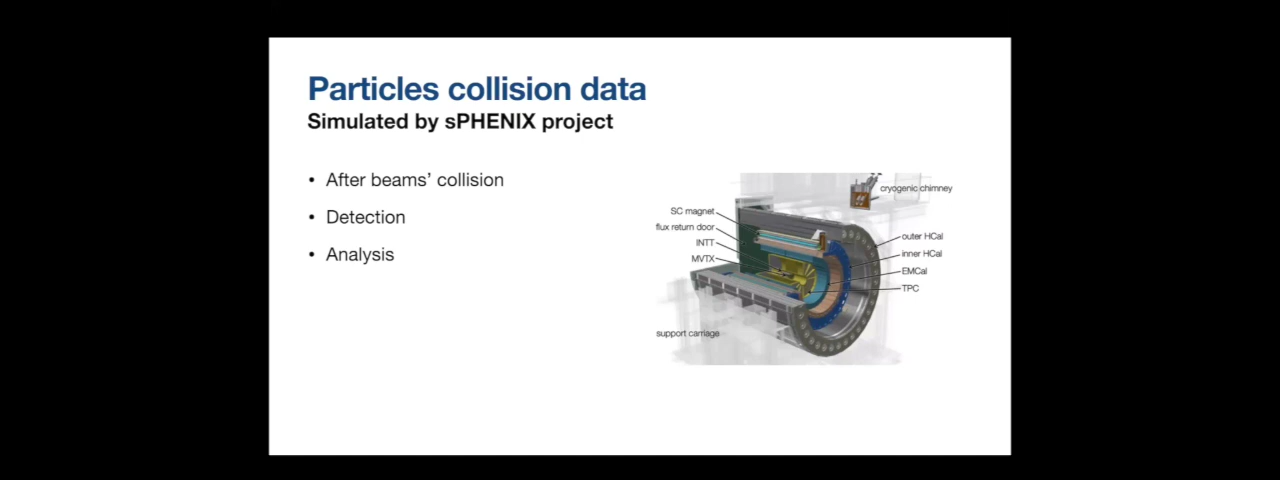 Particles collision data
Simulated by sPHENIX project
• After beams’ collision
• Detection
• Analysis
cryogenic chimney
SC magnet
flux return door
INTT
MVTX
outer HCal
inner HCal
EMCal
TPC
support carriage